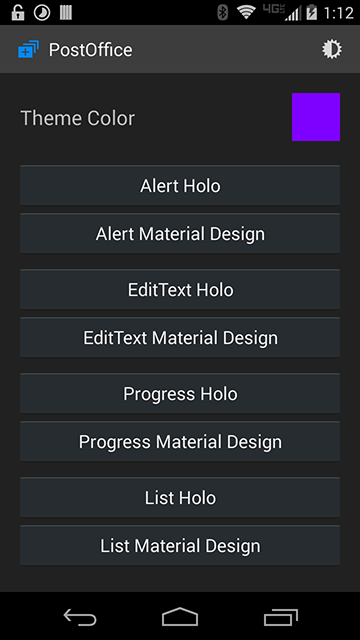 4G 1:12
PostOffice
Theme Color
Alert Holo
Alert Material Design
EditText Holo
EditText Material Design
Progress Holo
Progress Material Design
List Holo
List Material Design